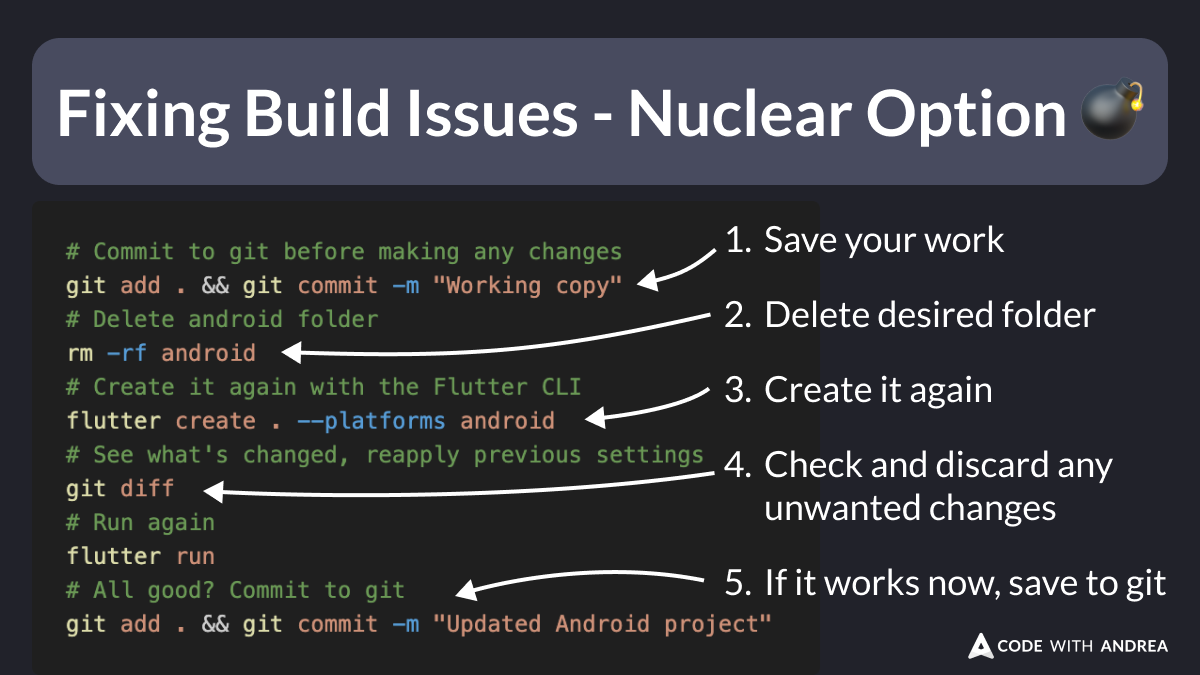 Fixing Build Issues - Nuclear Option
# Commit to git before making any changes
git add . && git commit -m "Working copy"
# Delete android folder
rm -rf android
# Create it again with the Flutter CLI
flutter create . --platforms android
# See what's changed, reapply previous settings
git diff
# Run again
flutter run
# All good? Commit to git
git add . && git commit -m "Updated Android project"
1. Save your work
2. Delete desired folder
3. Create it again
4. Check and discard any
unwanted changes
5. If it works now, save to git
CODE WITH ANDREA